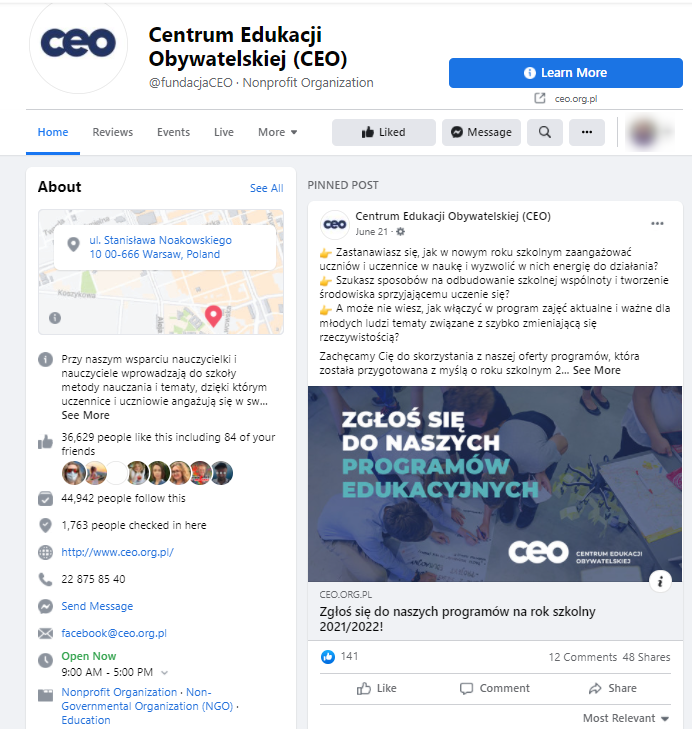 ceo
Centrum Edukacji
Obywatelskiej (CEO)
@fundacjaCEO · Nonprofit Organization
Learn More
ceo.org.pl
Home
Reviews
Events
Live
More
Liked
Message
About
See All
ul. Stanisława Noakowskiego
10 00-666 Warsaw, Poland
Koszykowa
Przy naszym wsparciu nauczycielki i
nauczyciele wprowadzają do szkoły
metody nauczania i tematy, dzięki którym
uczennice i uczniowie angażują się w sw...
See More
36,629 people like this including 84 of your
friends
44,942 people follow this
1,763 people checked in here
http://www.ceo.org.pl/
22 875 85 40
Send Message
facebook@ceo.org.pl
Open Now
9:00 AM - 5:00 PM
Nonprofit Organization · Non-
Governmental Organization (NGO) ·
Education
PINNED POST
ceo
Centrum Edukacji Obywatelskiej (CEO)
June 21 ·
👉 Zastanawiasz się, jak w nowym roku szkolnym zaangażować
uczniów i uczennice w naukę i wyzwolić w nich energię do działania?
👉 Szukasz sposobów na odbudowanie szkolnej wspólnoty i tworzenie
środowiska sprzyjającemu uczenie się?
👉 A może nie wiesz, jak włączyć w program zajęć aktualne i ważne dla
młodych ludzi tematy związane z szybko zmieniającą się
rzeczywistością?
Zachęcamy Cię do skorzystania z naszej oferty programów, która
została przygotowana z myślą o roku szkolnym 2... See More
ZGŁOŚ SIĘ
DO NASZYCH
PROGRAMÓW
EDUKACYJNYCH
ceo
CENTRUM EDUKACJI
OBYWATELSKIEJ
CEO.ORG.PL
Zgłoś się do naszych programów na rok szkolny
2021/2022!
141
12 Comments 48 Shares
Like
Comment
Share
Most Relevant